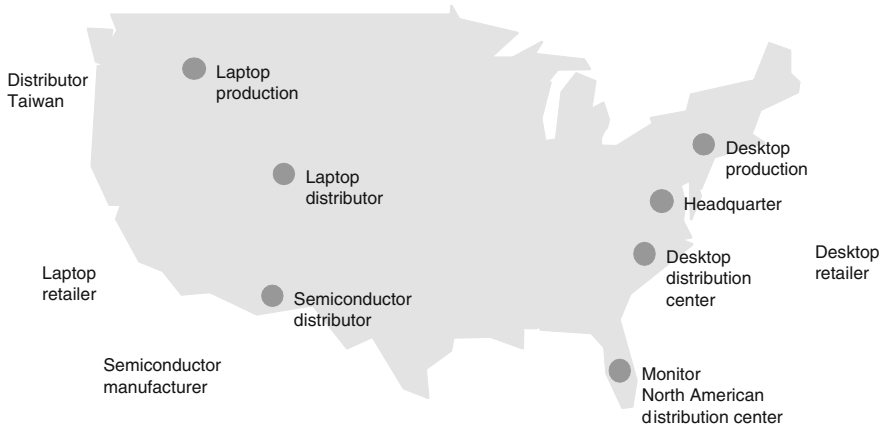 Distributor
Taiwan
Laptop
production
Desktop
production
Laptop
distributor
Headquarter
Laptop
retailer
Semiconductor
distributor
Desktop
distribution
center
Desktop
retailer
Semiconductor
manufacturer
Monitor
North American
distribution center